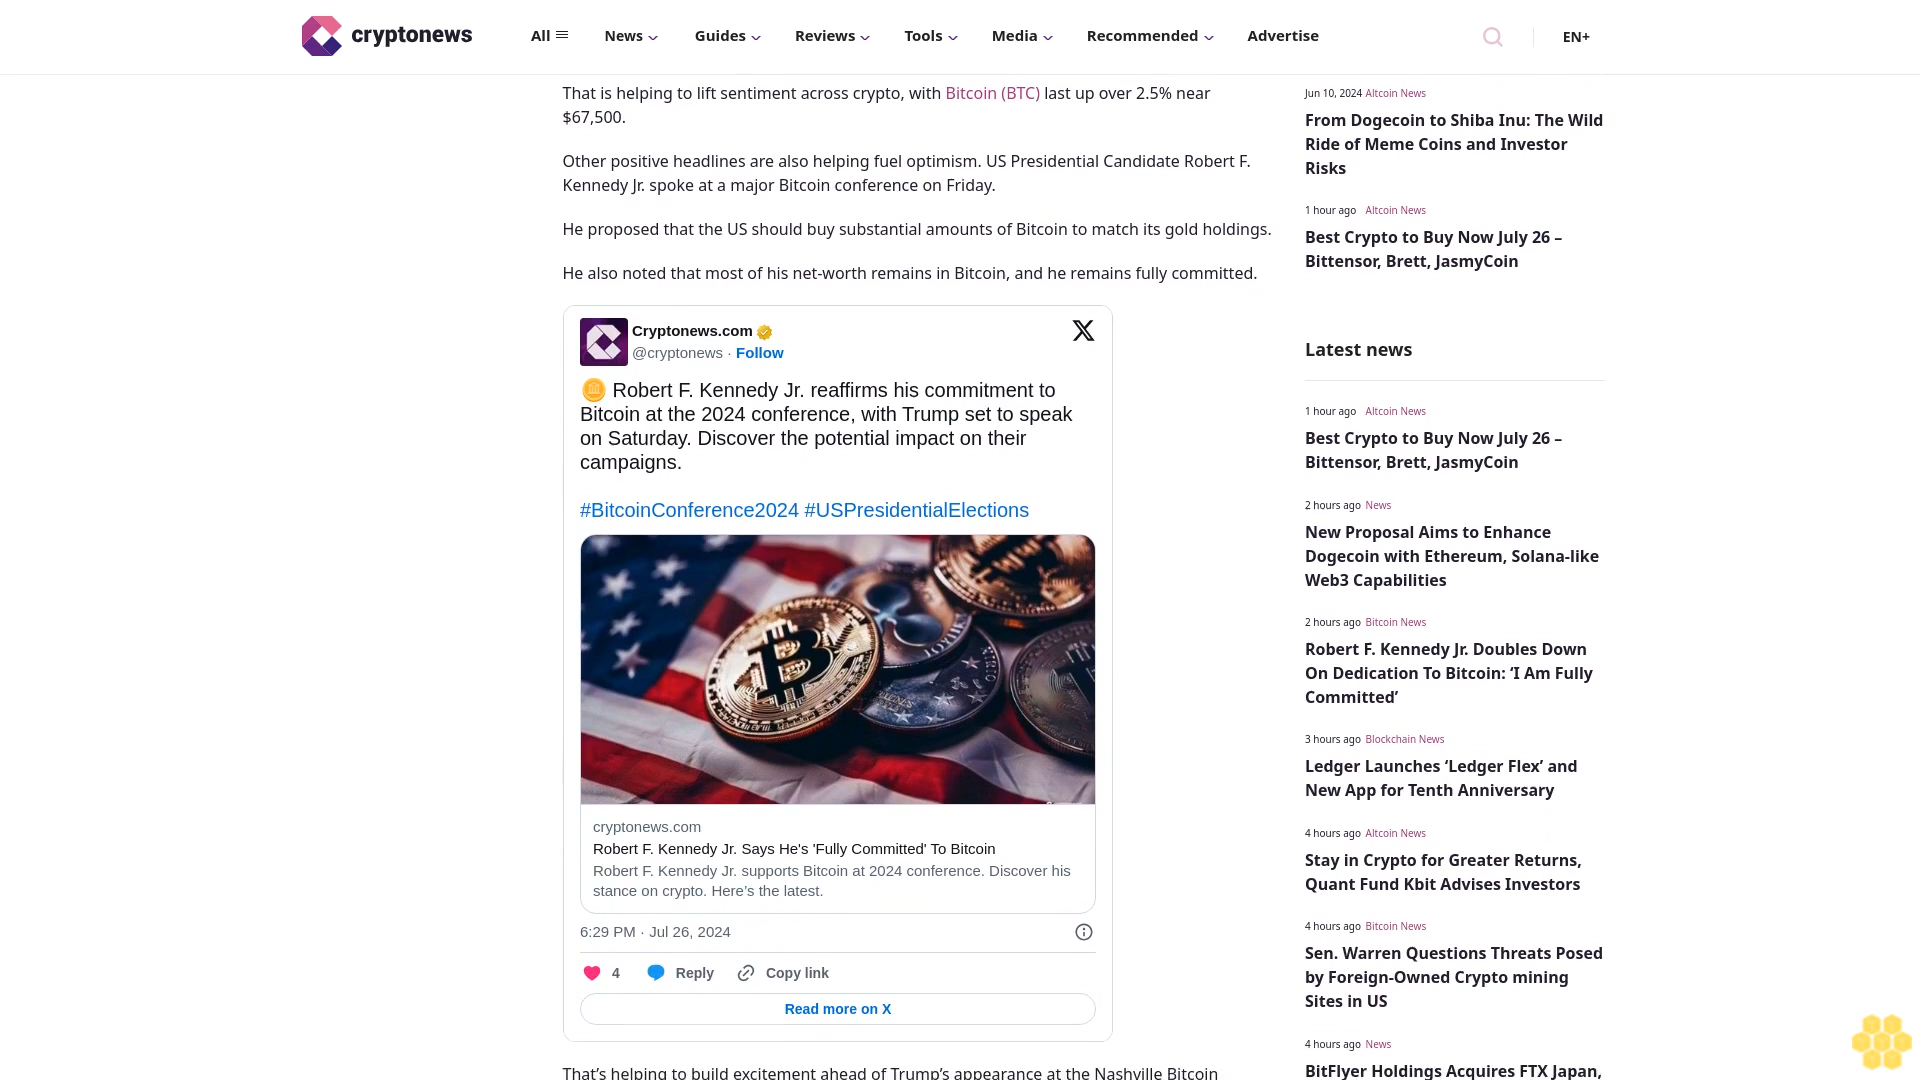 cryptonews
All
News
Guides
Reviews
Tools
Media
Recommended
Advertise
EN+
That is helping to lift sentiment across crypto, with Bitcoin (BTC) last up over 2.5% near
$67,500.
Other positive headlines are also helping fuel optimism. US Presidential Candidate Robert F.
Kennedy Jr. spoke at a major Bitcoin conference on Friday.
He proposed that the US should buy substantial amounts of Bitcoin to match its gold holdings.
He also noted that most of his net-worth remains in Bitcoin, and he remains fully committed.
Cryptonews.com
@cryptonews · Follow
Robert F. Kennedy Jr. reaffirms his commitment to
Bitcoin at the 2024 conference, with Trump set to speak
on Saturday. Discover the potential impact on their
campaigns.
#BitcoinConference2024 #USPresidentialElections
cryptonews.com
Robert F. Kennedy Jr. Says He's 'Fully Committed' To Bitcoin
Robert F. Kennedy Jr. supports Bitcoin at 2024 conference. Discover his
stance on crypto. Here’s the latest.
6:29 PM · Jul 26, 2024
4
Reply
Copy link
Read more on X
That’s helping to build excitement ahead of Trump’s appearance at the Nashville Bitcoin
Jun 10, 2024 Altcoin News
From Dogecoin to Shiba Inu: The Wild
Ride of Meme Coins and Investor
Risks
1 hour ago Altcoin News
Best Crypto to Buy Now July 26 –
Bittensor, Brett, JasmyCoin
Latest news
1 hour ago Altcoin News
Best Crypto to Buy Now July 26 –
Bittensor, Brett, JasmyCoin
2 hours ago News
New Proposal Aims to Enhance
Dogecoin with Ethereum, Solana-like
Web3 Capabilities
2 hours ago Bitcoin News
Robert F. Kennedy Jr. Doubles Down
On Dedication To Bitcoin: ‘I Am Fully
Committed’
3 hours ago Blockchain News
Ledger Launches ‘Ledger Flex’ and
New App for Tenth Anniversary
4 hours ago Altcoin News
Stay in Crypto for Greater Returns,
Quant Fund Kbit Advises Investors
4 hours ago Bitcoin News
Sen. Warren Questions Threats Posed
by Foreign-Owned Crypto mining
Sites in US
4 hours ago News
BitFlyer Holdings Acquires FTX Japan,